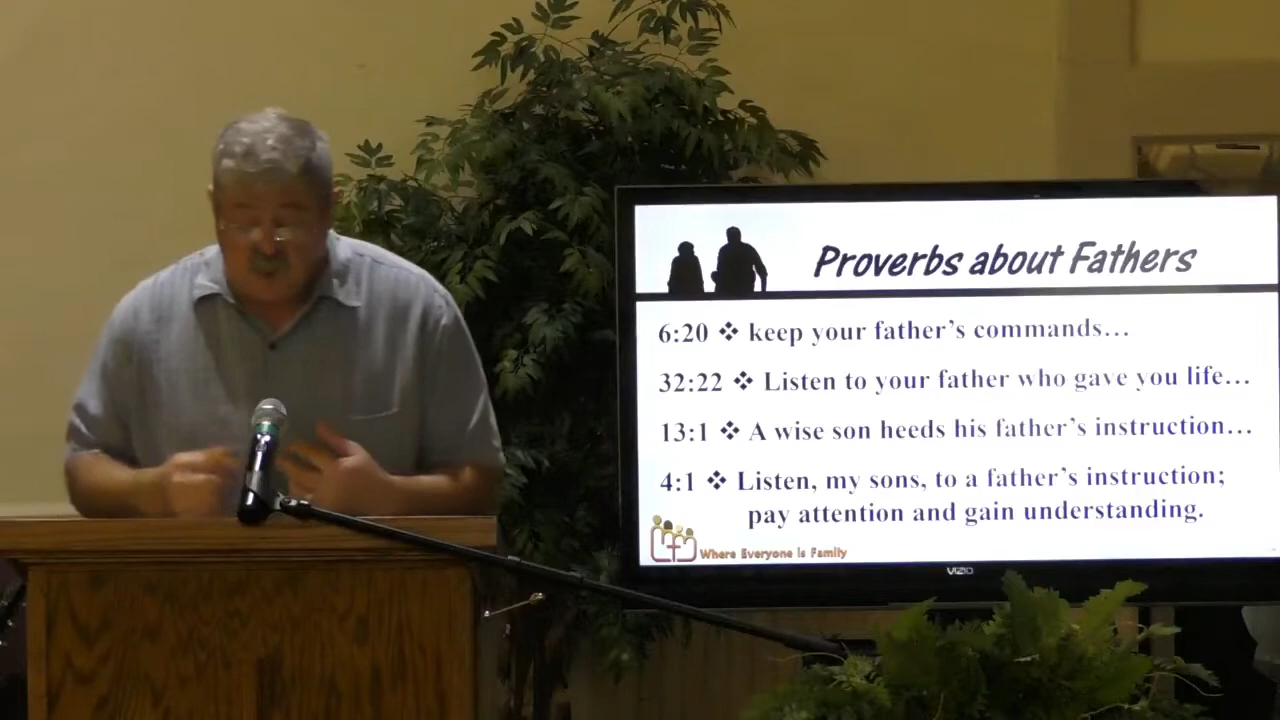 Proverbs about Fathers
6:20 ❖ keep your father's commands…
32:22 ❖ Listen to your father who gave you life…
13:1 ❖ A wise son heeds his father's instruction…
4:1 ❖ Listen, my sons, to a father's instruction;
pay attention and gain understanding.
Where Everyone is Family
VIZIO